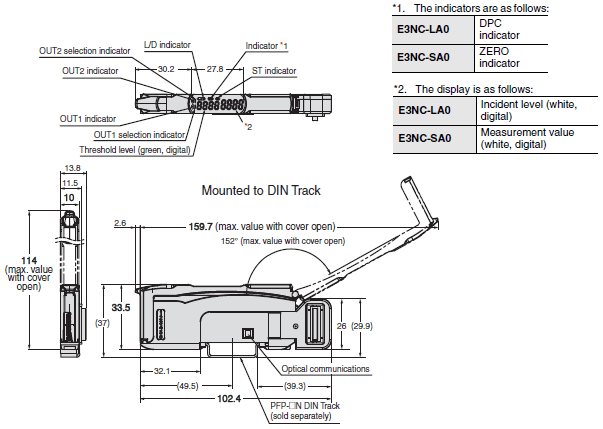 *1. The indicators are as follows:
E3NC-LA0 DPC indicator
E3NC-SA0 ZERO indicator
*2. The display is as follows:
E3NC-LA0 Incident level (white, digital)
E3NC-SA0 Measurement value (white, digital)
L/D indicator
Indicator *1
OUT2 selection indicator
OUT2 indicator
30.2
27.8
ST indicator
8888 8888
OUT1 indicator
*2
OUT1 selection indicator
Threshold level (green, digital)
13.8
11.5
10
Mounted to DIN Track
2.6
159.7 (max. value with cover open)
152° (max. value with cover open)
114
(max. value
with cover
open)
(37)
33.5
26
(29.9)
32.1
Optical communications
(49.5)
(39.3)
102.4
PFP-□N DIN Track
(sold separately)